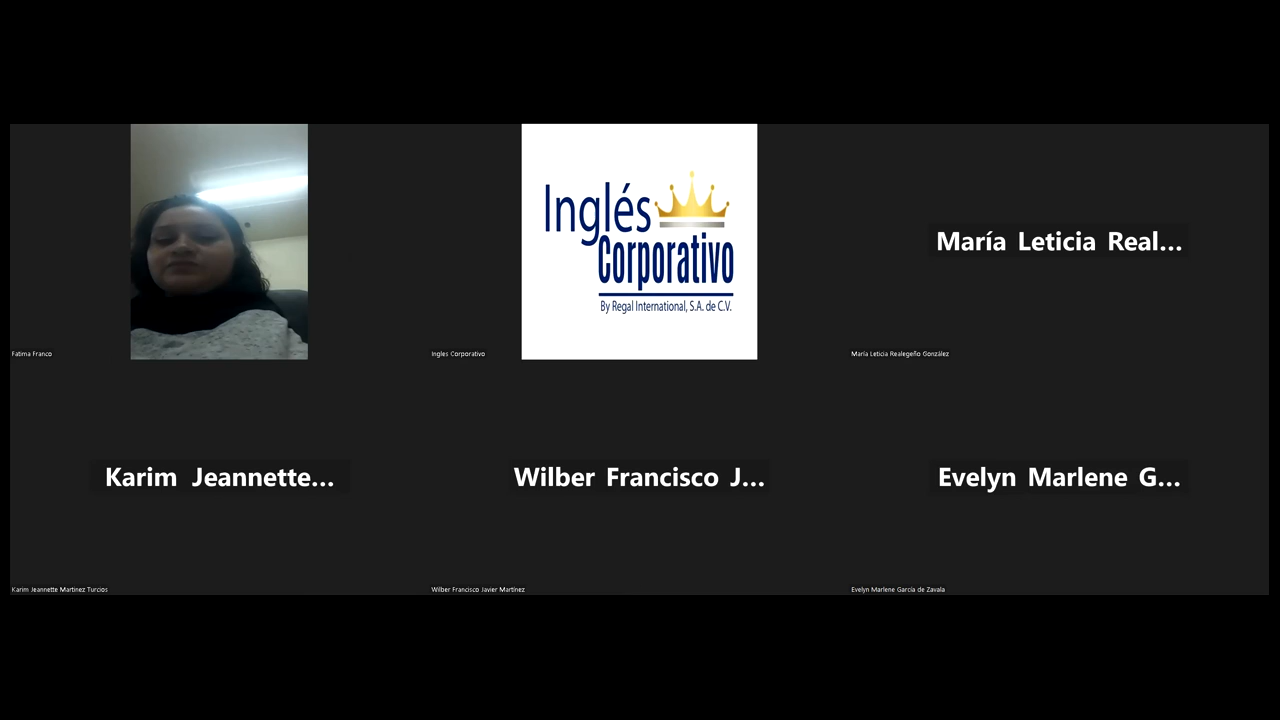 Inglés
Corporativo
By Regal International, S.A. de C.V.
María Leticia Real...
Fatima Franco
Ingles Corporativo
María Leticia Realegeño González
Karim Jeannette...
Wilber Francisco J...
Evelyn Marlene G...
Karim Jeannette Martinez Turcios
Wilber Francisco Javier Martínez
Evelyn Marlene García de Zavala